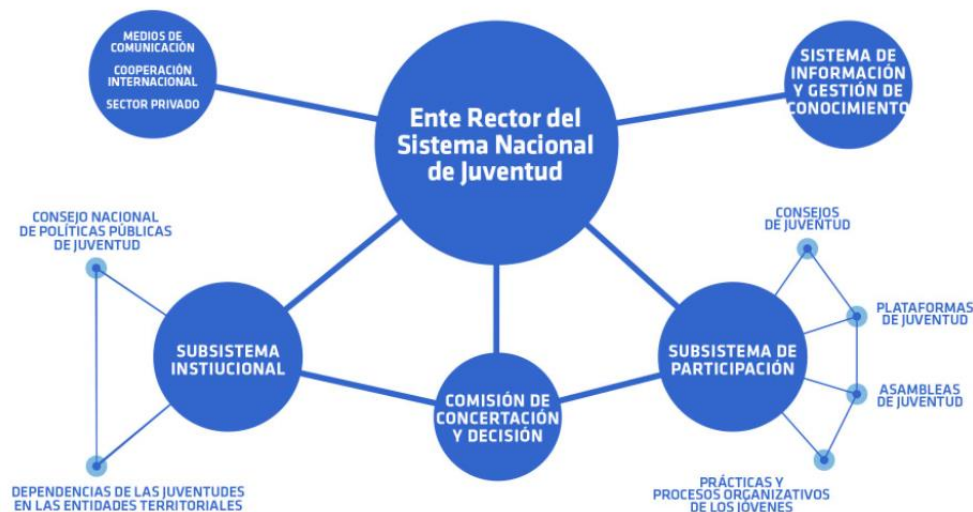 MEDIOS DE
COMUNICACIÓN
COOPERACIÓN
INTERNACIONAL
SECTOR PRIVADO
Ente Rector del
Sistema Nacional
de Juventud
SISTEMA DE
INFORMACIÓN
Y GESTIÓN DE
CONOCIMIENTO
CONSEJO NACIONAL
DE POLÍTICAS PÚBLICAS
DE JUVENTUD
SUBSISTEMA
INSTIUCIONAL
DEPENDENCIAS DE LAS JUVENTUDES
EN LAS ENTIDADES TERRITORIALES
COMISIÓN DE
CONCERTACIÓN
Y DECISIÓN
SUBSISTEMA DE
PARTICIPACIÓN
CONSEJOS
DE JUVENTUD
PLATAFORMAS
DE JUVENTUD
ASAMBLEAS
DE JUVENTUD
PRÁCTICAS Y
PROCESOS ORGANIZATIVOS
DE LOS JÓVENES